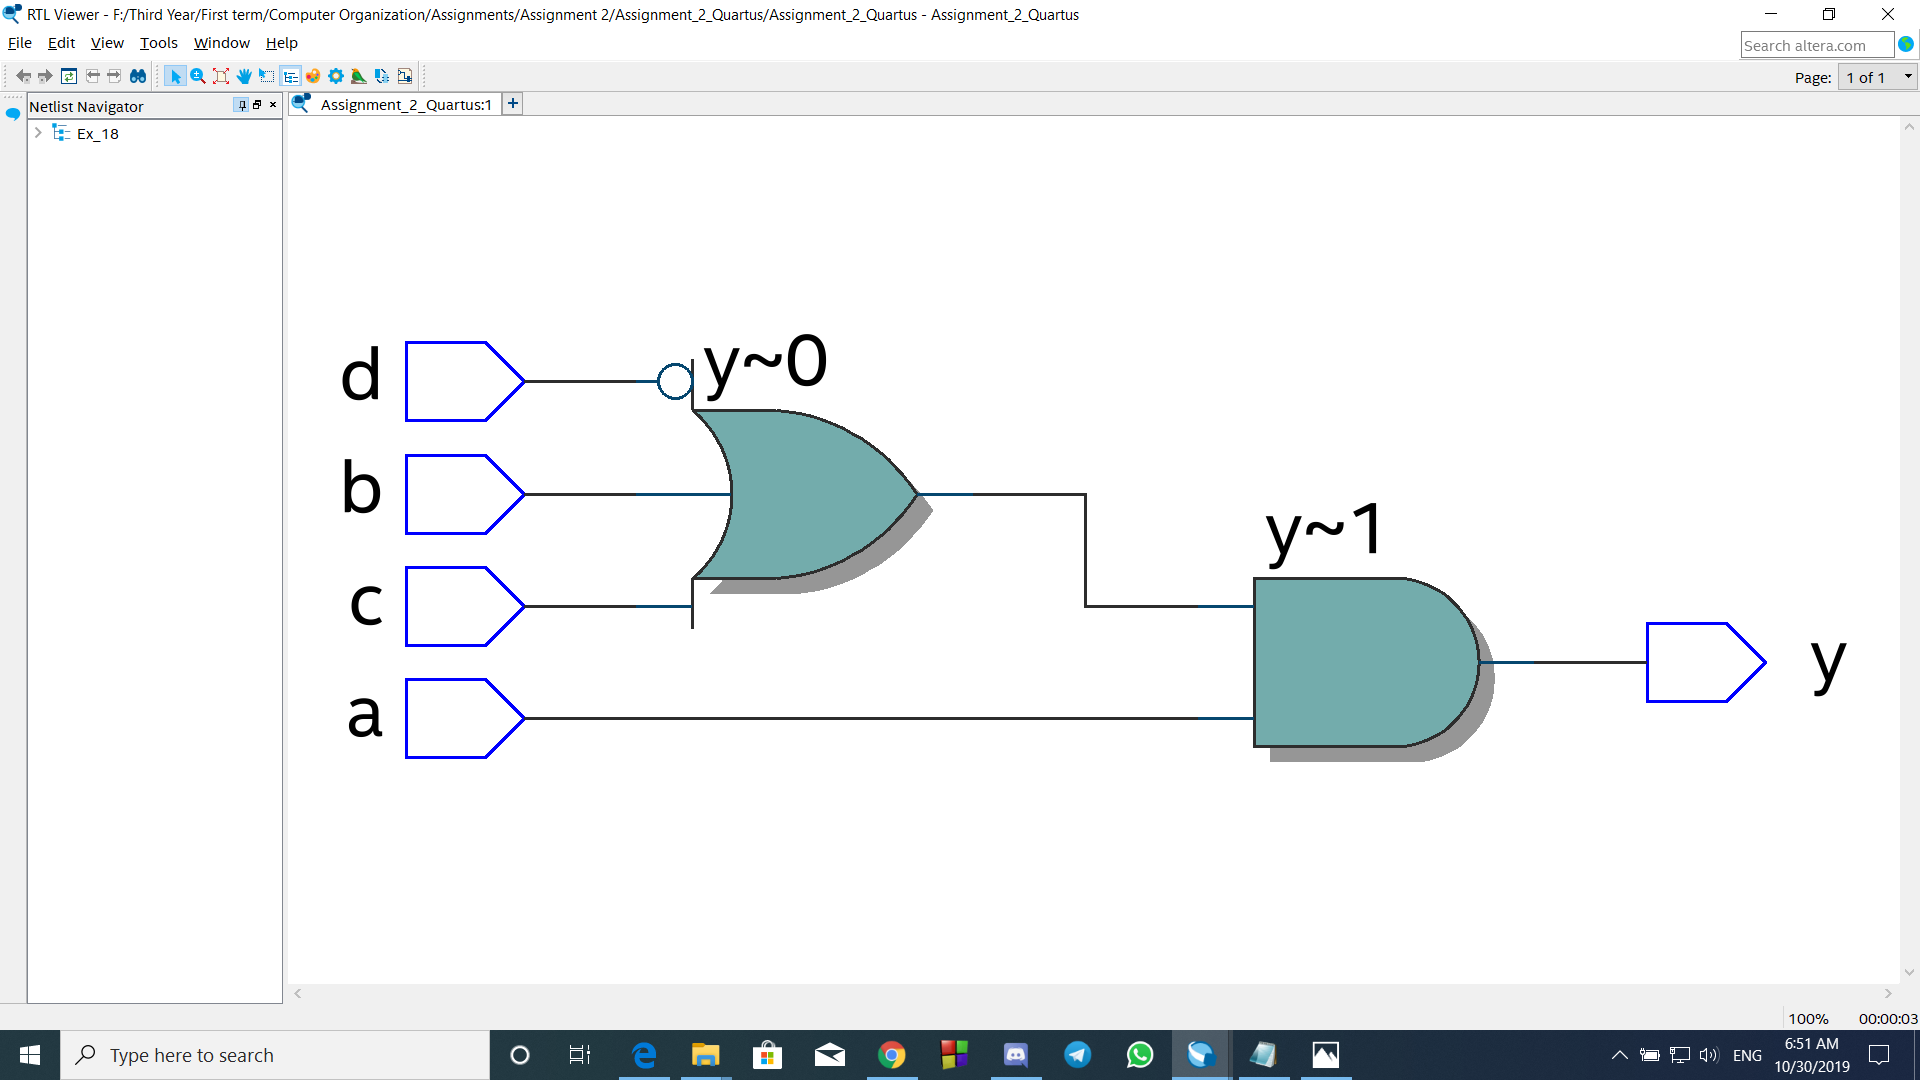 RTL Viewer - F:/Third Year/First term/Computer Organization/Assignments/Assignment 2/Assignment_2_Quartus/Assignment_2_Quartus - Assignment_2_Quartus
File Edit View Tools Window Help
Search altera.com
Page: 1 of 1
Netlist Navigator
Assignment_2_Quartus:1
Ex_18
d
y~0
b
y~1
c
y
a
100% 00:00:03
Type here to search
ENG
6:51 AM
10/30/2019